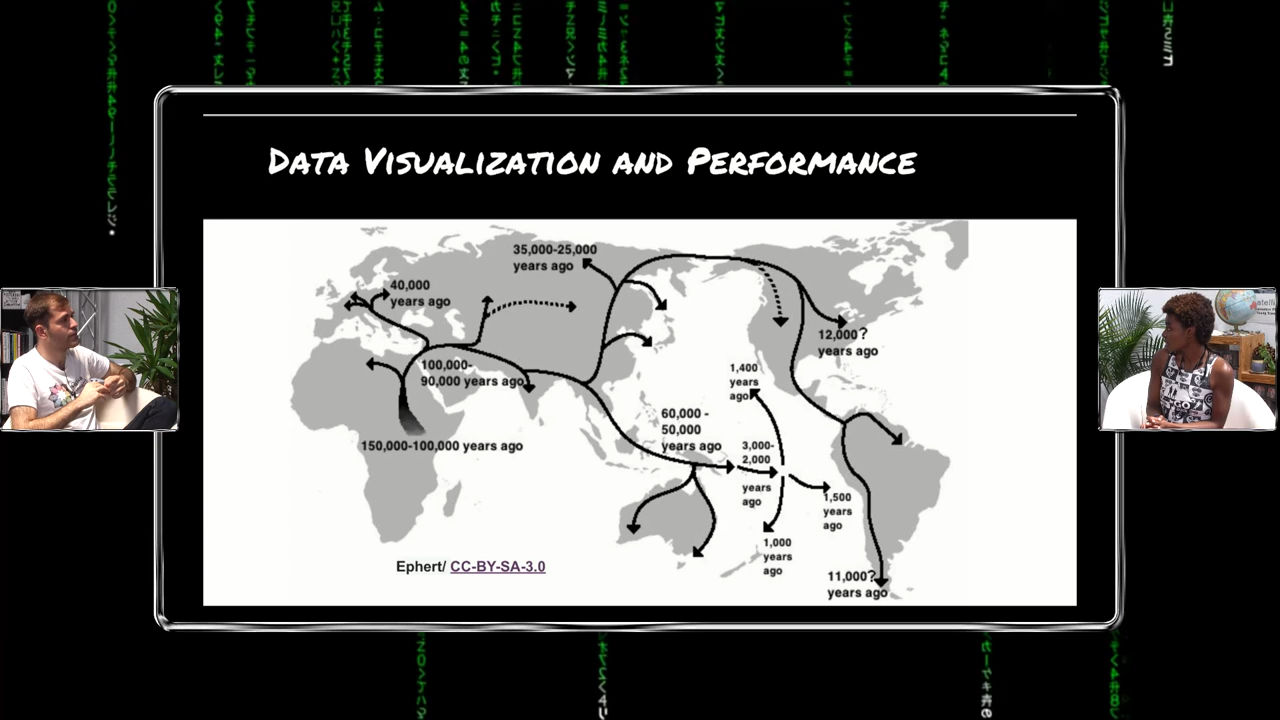 Data Visualization and Performance
35,000-25,000
years ago
40,000
years ago
100,000-
90,000 years ago
150,000-100,000 years ago
12,000?
years ago
1,400
years
ago
60,000 -
50,000
years ago
3,000-
2,000
years
ago
1,500
years
ago
1,000
years
ago
11,000?
years ago
Ephert/ CC-BY-SA-3.0